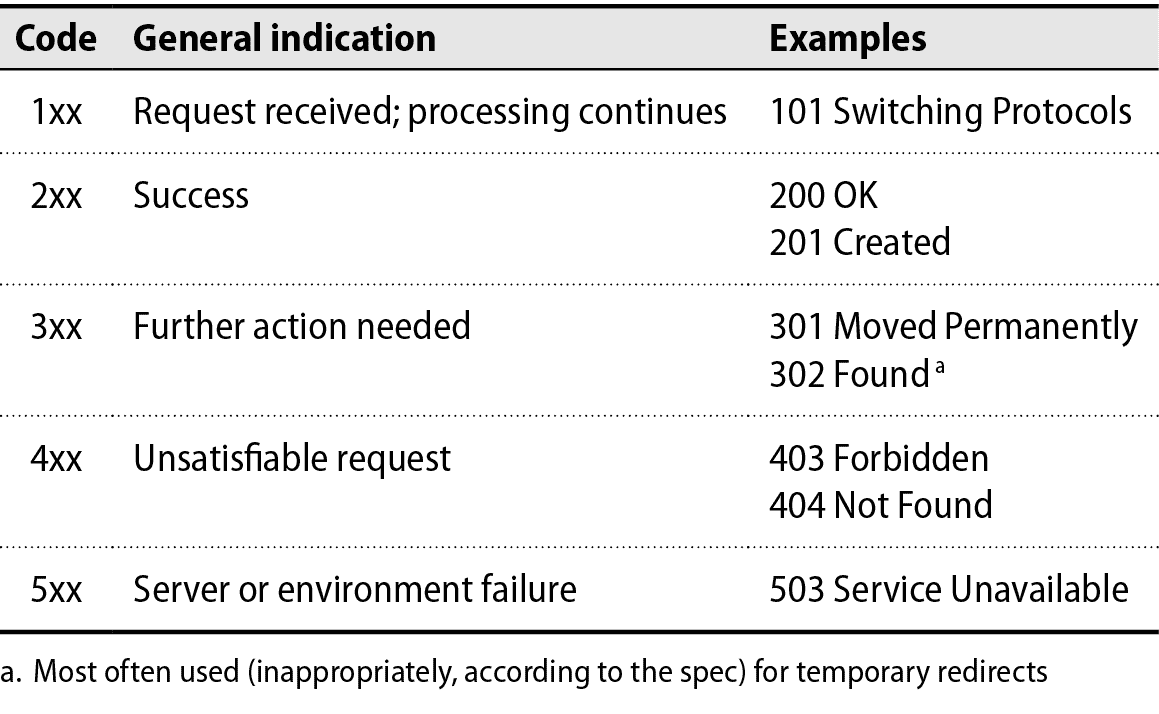 Code General indication Examples
1xx Request received; processing continues 101 Switching Protocols
2xx Success 200 OK
201 Created
3xx Further action needed 301 Moved Permanently
302 Found a
4xx Unsatisfiable request 403 Forbidden
404 Not Found
5xx Server or environment failure 503 Service Unavailable
a. Most often used (inappropriately, according to the spec) for temporary redirects